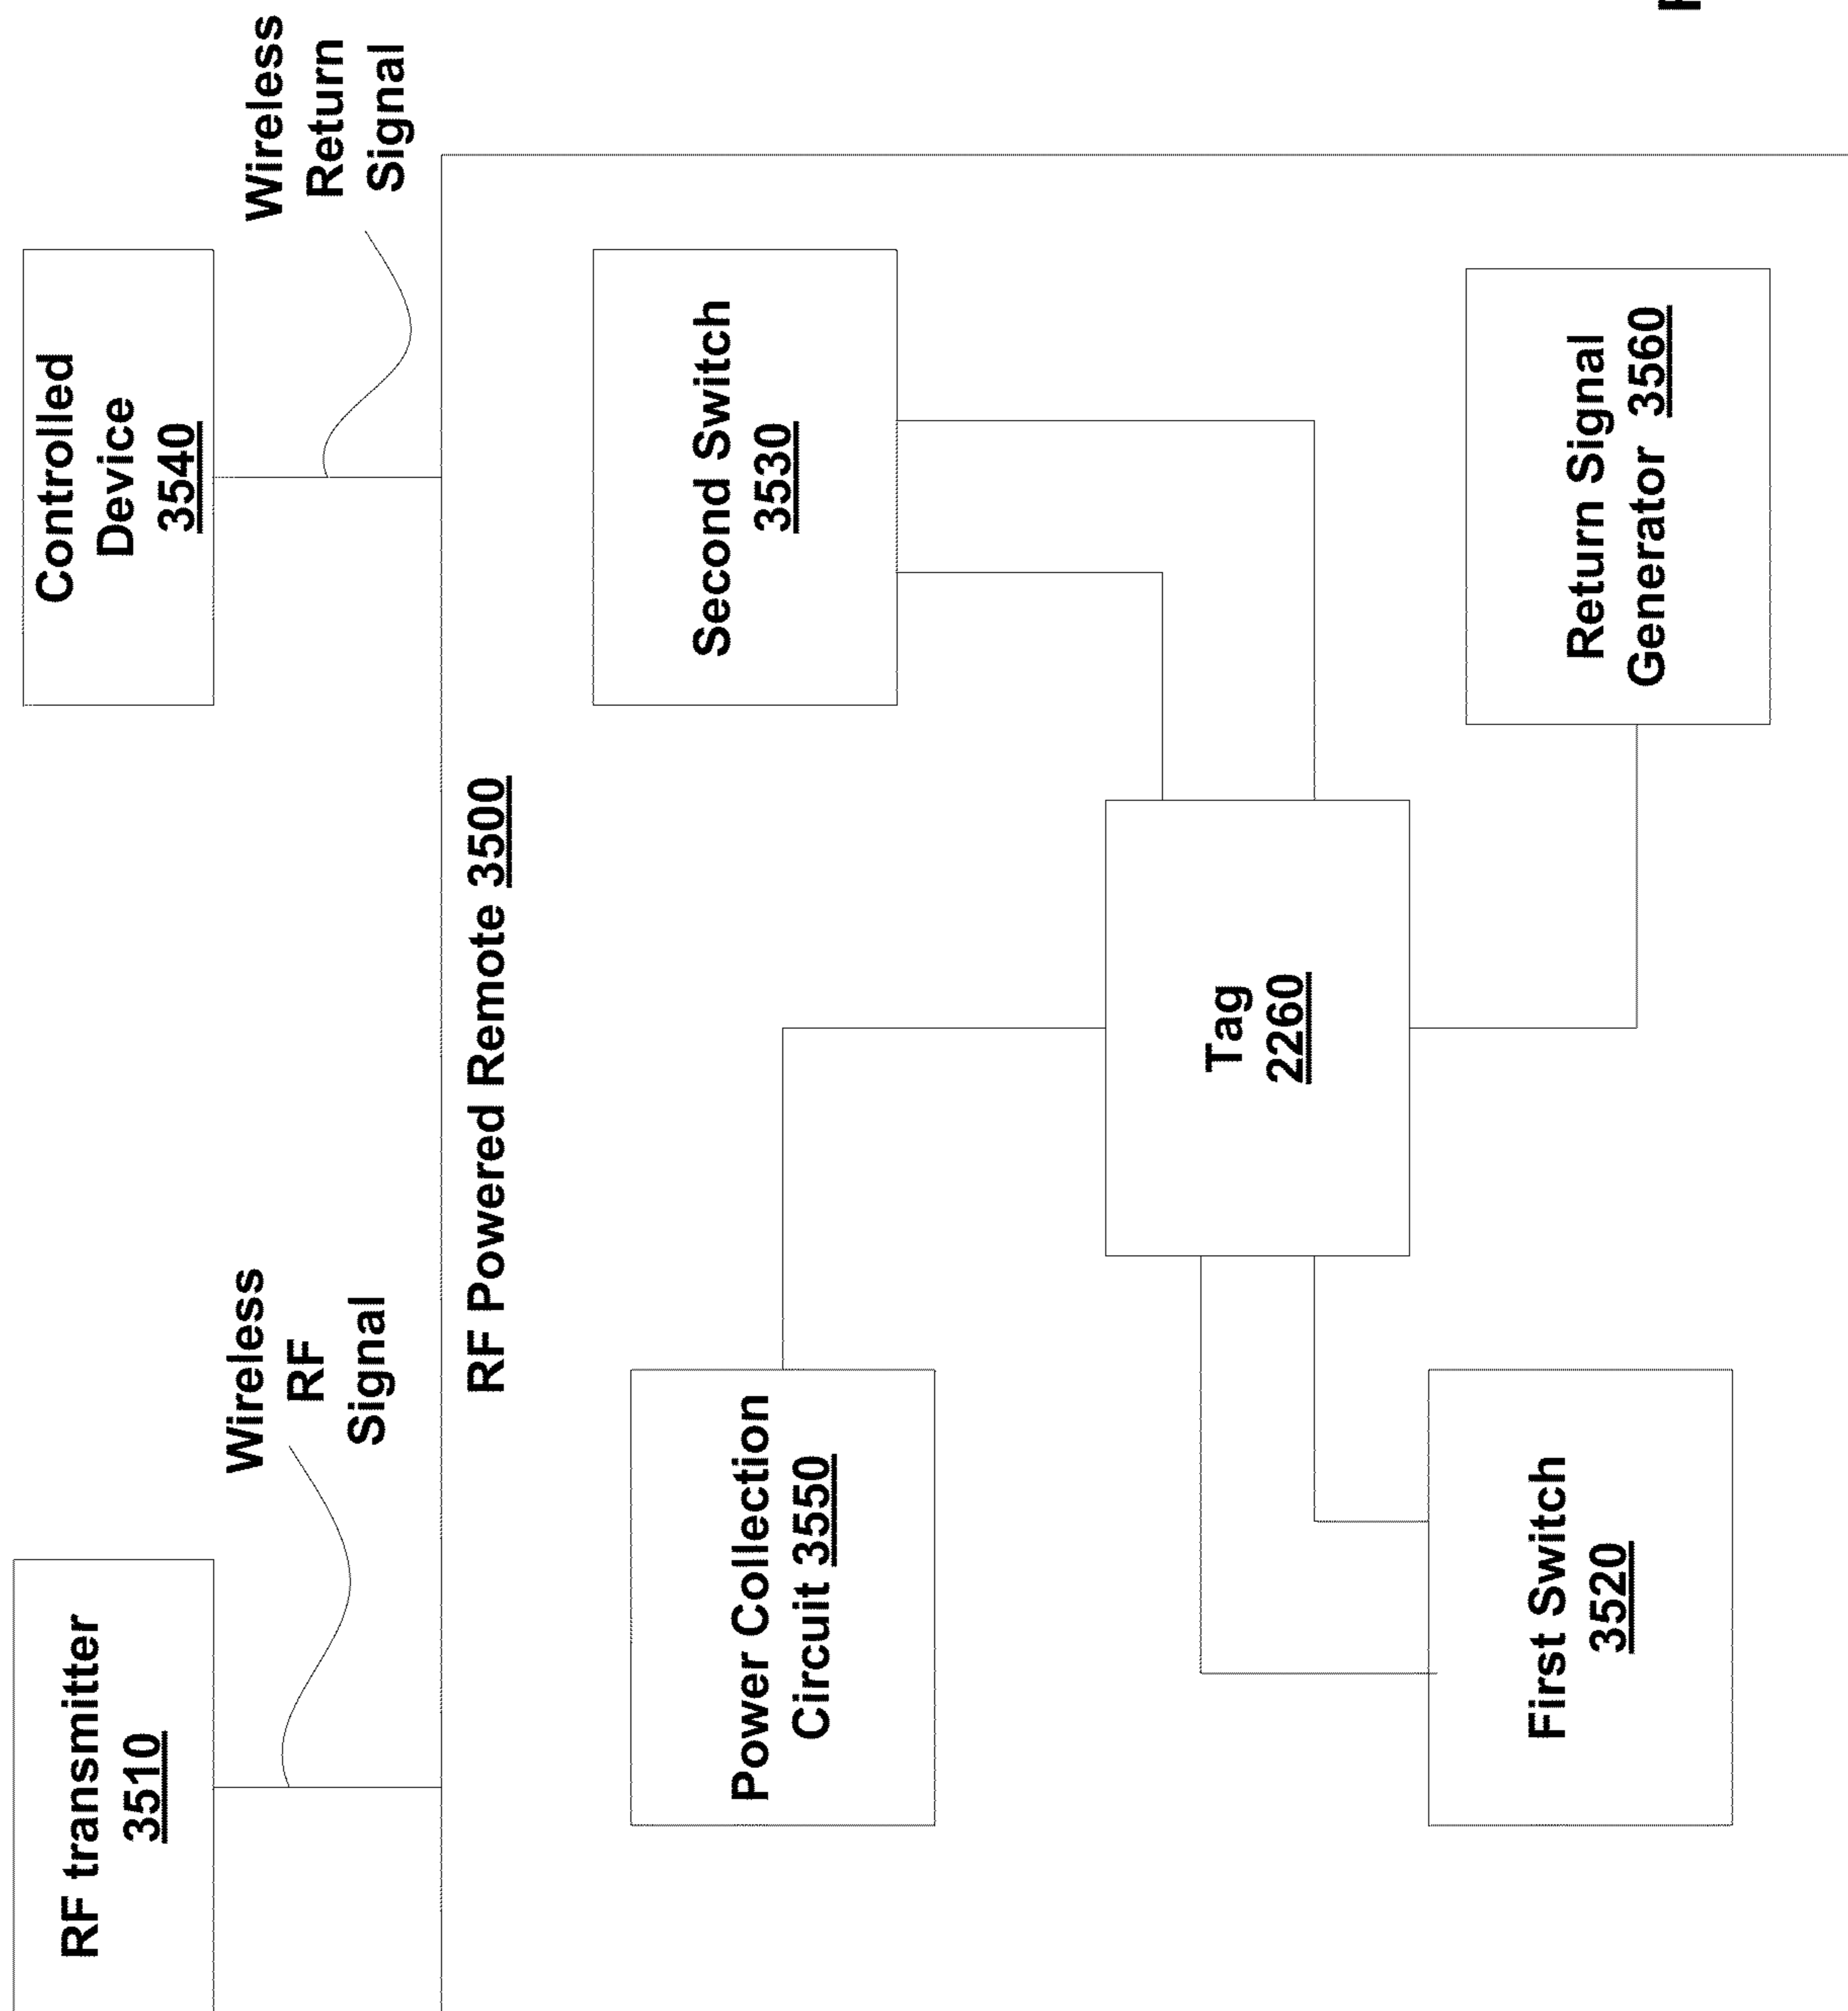 RF transmitter
3510
Wireless
RF
Signal
Controlled
Device
3540
Wireless
Return
Signal
RF Powered Remote 3500
Power Collection
Circuit 3550
Second Switch
3530
Tag
2260
First Switch
3520
Return Signal
Generator 3560